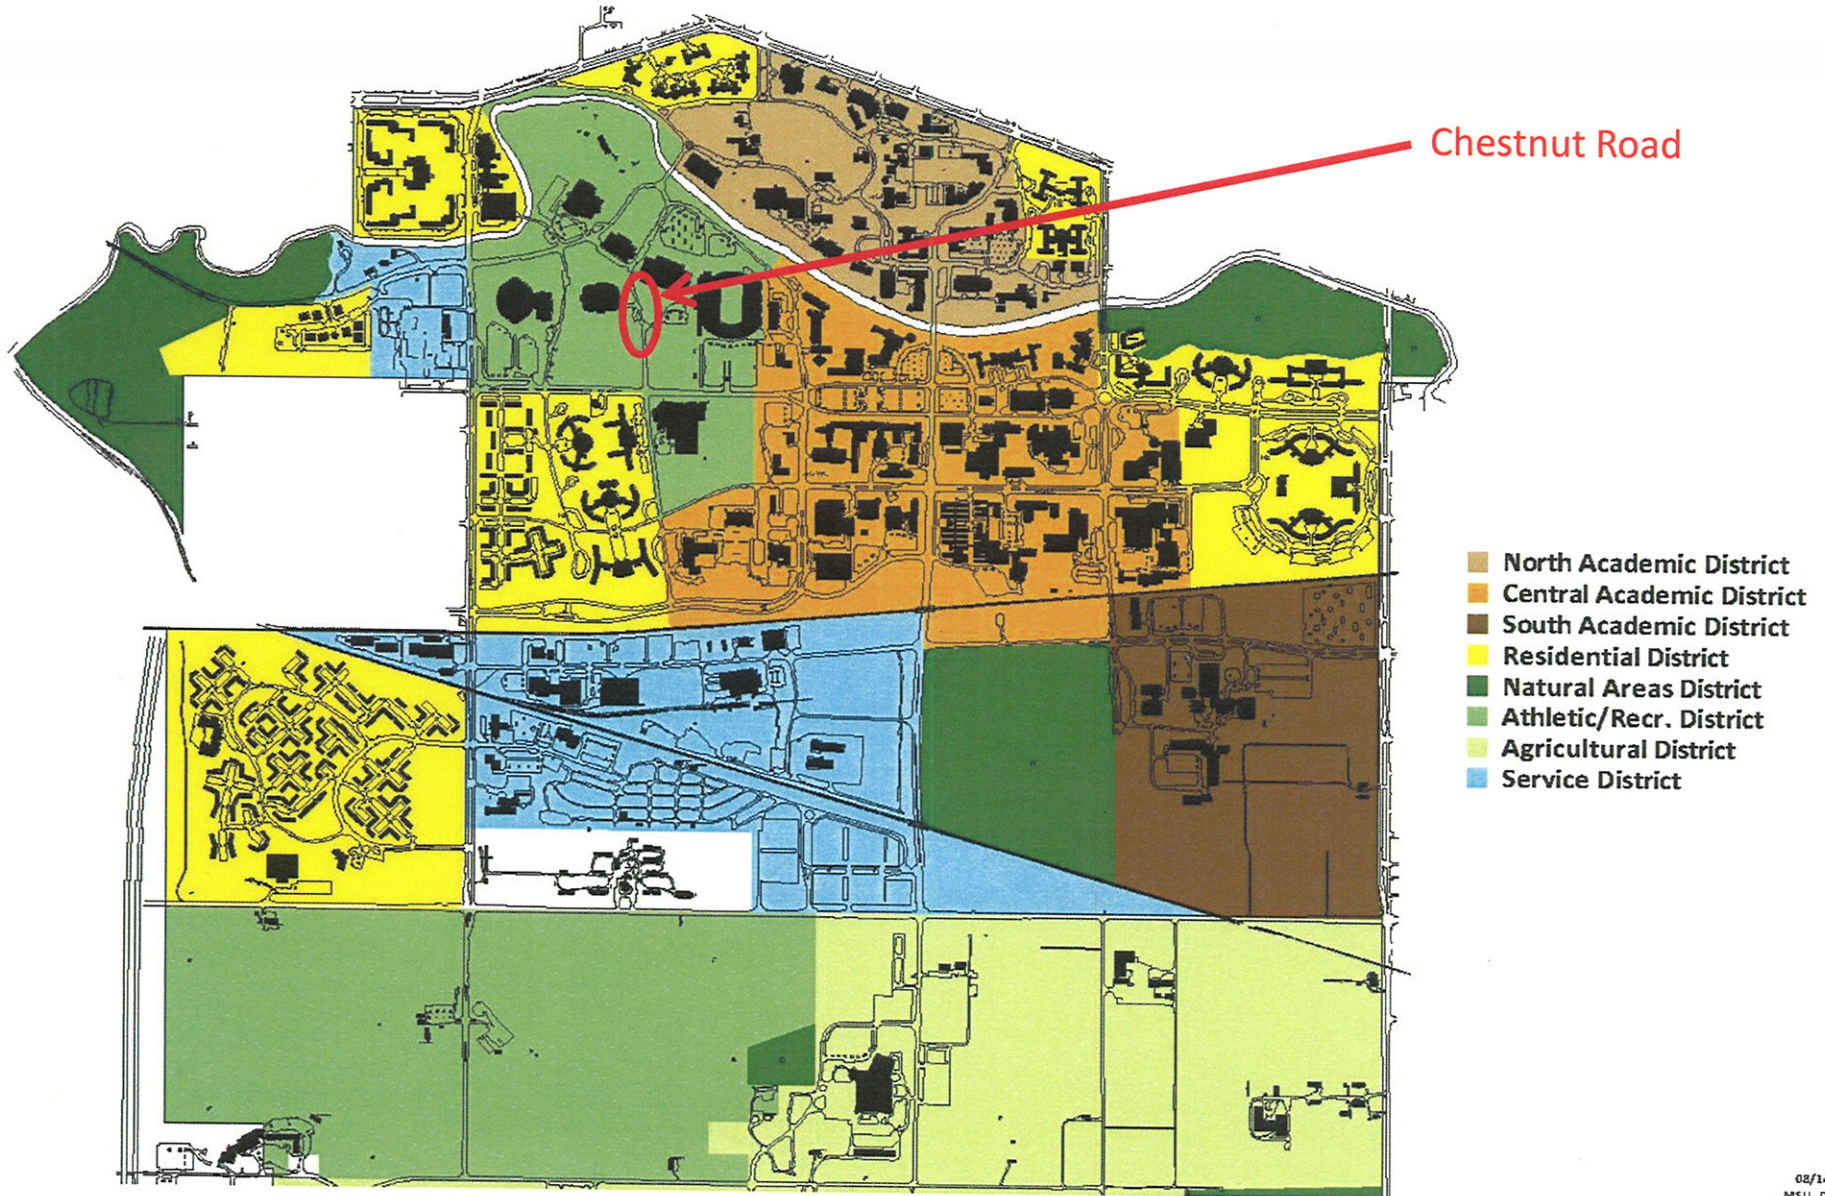 Chestnut Road
North Academic District
Central Academic District
South Academic District
Residential District
Natural Areas District
Athletic/Recr. District
Agricultural District
Service District